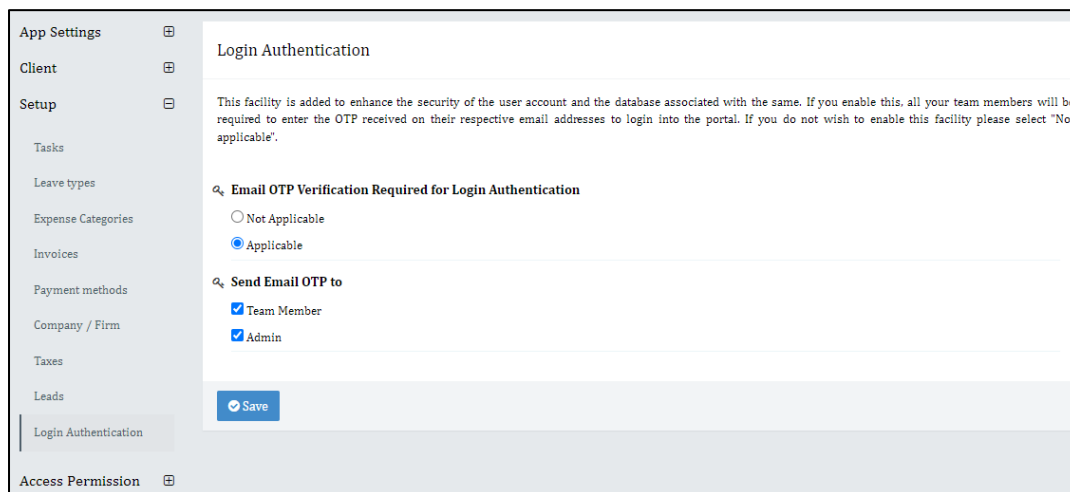 App Settings
Client
Setup
Tasks
Leave types
Expense Categories
Invoices
Payment methods
Company / Firm
Taxes
Leads
Login Authentication
Access Permission
Login Authentication
This facility is added to enhance the security of the user account and the database associated with the same. If you enable this, all your team members will be
required to enter the OTP received on their respective email addresses to login into the portal. If you do not wish to enable this facility please select "No
applicable".
Email OTP Verification Required for Login Authentication
Not Applicable
Applicable
Send Email OTP to
Team Member
Admin
Save